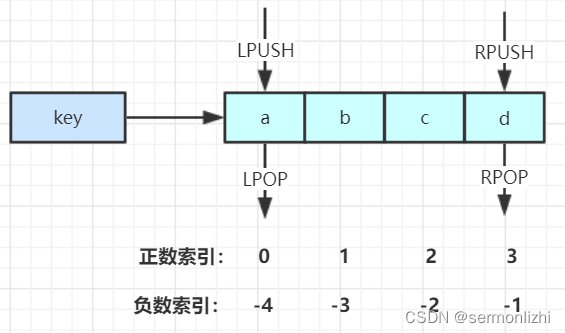 LPUSH RPUSH
key a b c d
LPOP RPOP
正数索引： 0 1 2 3
负数索引： -4 -3 -2 -1
CSDN @sermonlizhi